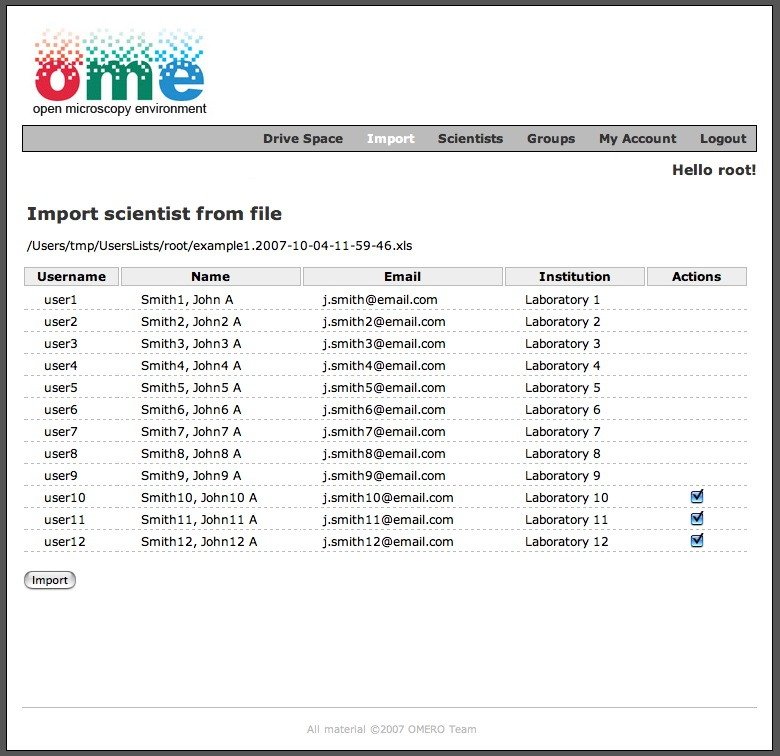 ome
open microscopy environment
Drive Space Import Scientists Groups My Account Logout
Hello root!
Import scientist from file
/Users/tmp/UsersLists/root/example1.2007-10-04-11-59-46.xls
Username Name Email Institution Actions
user1 Smith1, John A j.smith@email.com Laboratory 1
user2 Smith2, John2 A j.smith2@email.com Laboratory 2
user3 Smith3, John3 A j.smith3@email.com Laboratory 3
user4 Smith4, John4 A j.smith4@email.com Laboratory 4
user5 Smith5, John5 A j.smith5@email.com Laboratory 5
user6 Smith6, John6 A j.smith6@email.com Laboratory 6
user7 Smith7, John7 A j.smith7@email.com Laboratory 7
user8 Smith8, John8 A j.smith8@email.com Laboratory 8
user9 Smith9, John9 A j.smith9@email.com Laboratory 9
user10 Smith10, John10 A j.smith10@email.com Laboratory 10
user11 Smith11, John11 A j.smith11@email.com Laboratory 11
user12 Smith12, John12 A j.smith12@email.com Laboratory 12
Import
All material ©2007 OMERO Team